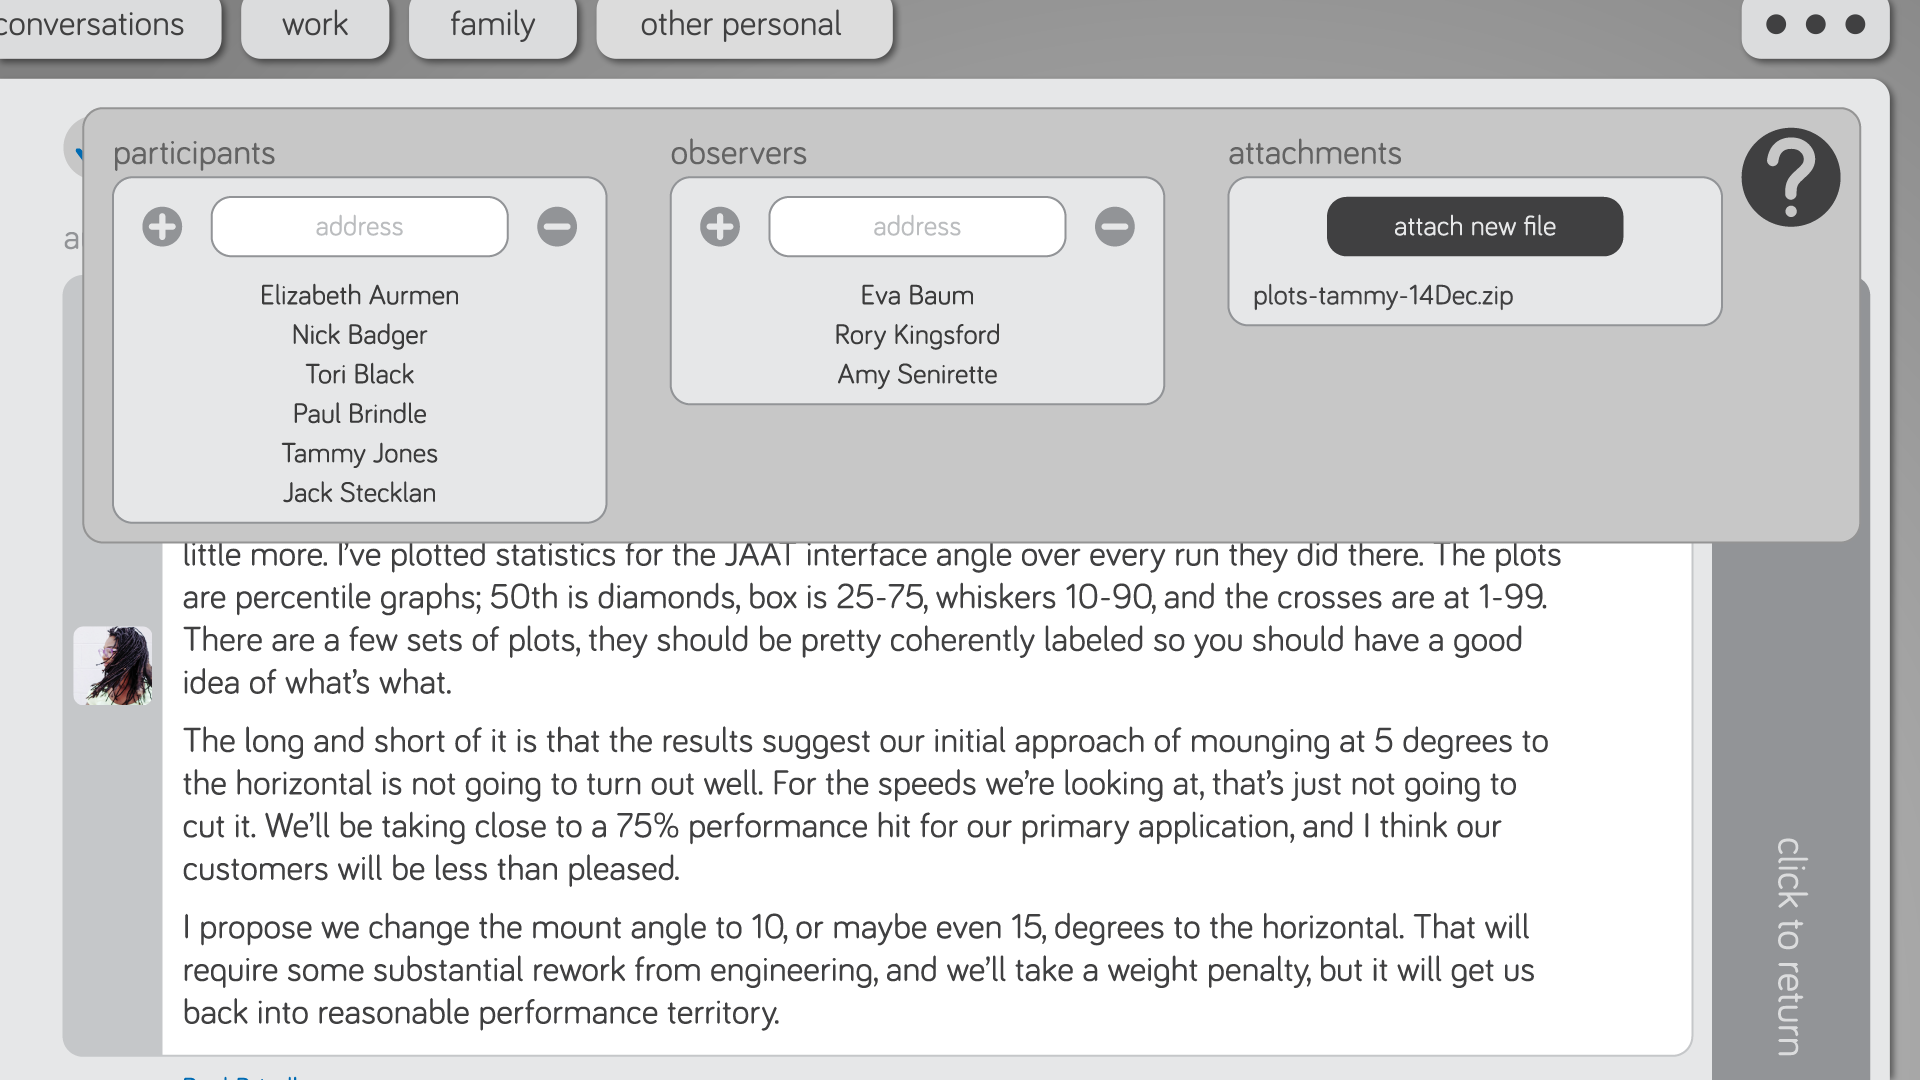 conversations
work
family
other personal
participants
observers
attachments
address
address
attach new file
Elizabeth Aurmen
Nick Badger
Tori Black
Paul Brindle
Tammy Jones
Jack Stecklan
Eva Baum
Rory Kingsford
Amy Senirette
plots-tammy-14Dec.zip
little more. I've plotted statistics for the JAAT interface angle over every run they did there. The plots
are percentile graphs; 50th is diamonds, box is 25-75, whiskers 10-90, and the crosses are at 1-99.
There are a few sets of plots, they should be pretty coherently labeled so you should have a good
idea of what's what.
The long and short of it is that the results suggest our initial approach of mounging at 5 degrees to
the horizontal is not going to turn out well. For the speeds we're looking at, that's just not going to
cut it. We'll be taking close to a 75% performance hit for our primary application, and I think our
customers will be less than pleased.
I propose we change the mount angle to 10, or maybe even 15, degrees to the horizontal. That will
require some substantial rework from engineering, and we'll take a weight penalty, but it will get us
back into reasonable performance territory.
click to return